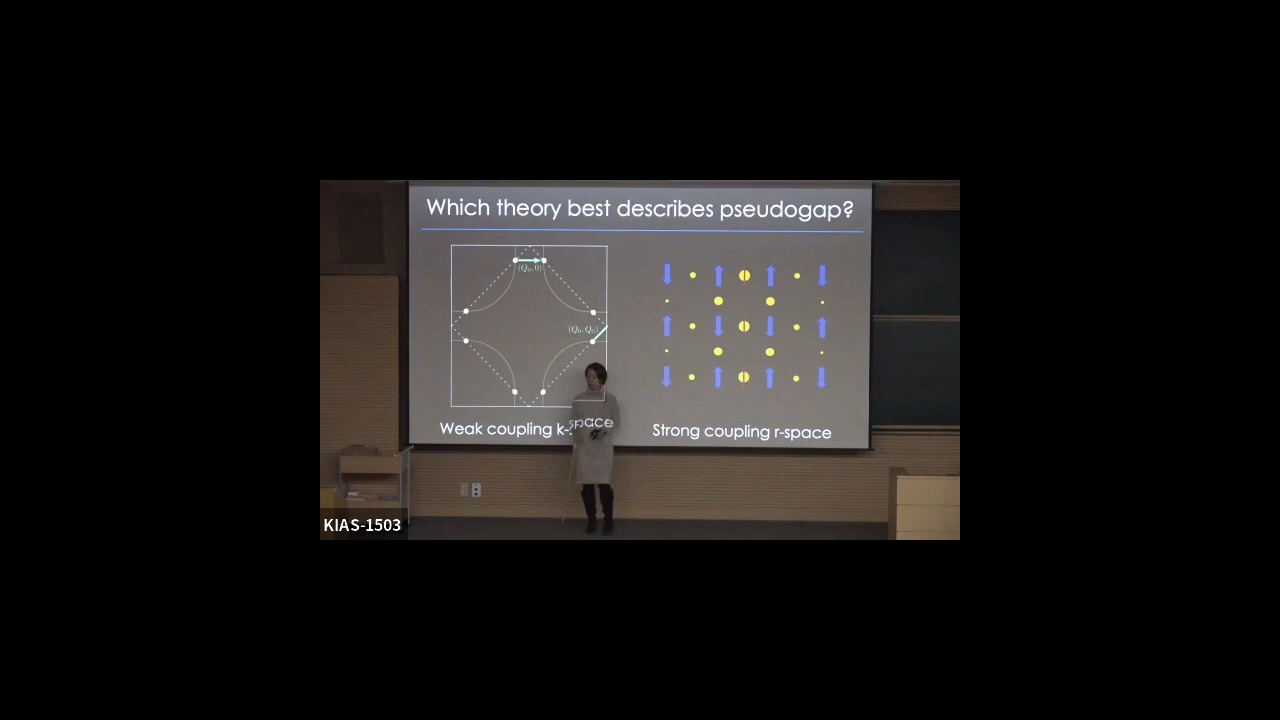 Which theory best describes pseudogap?
(Q₀, 0)
(Q₀, Q₀)
Weak coupling k-space
Strong coupling r-space
KIAS-1503